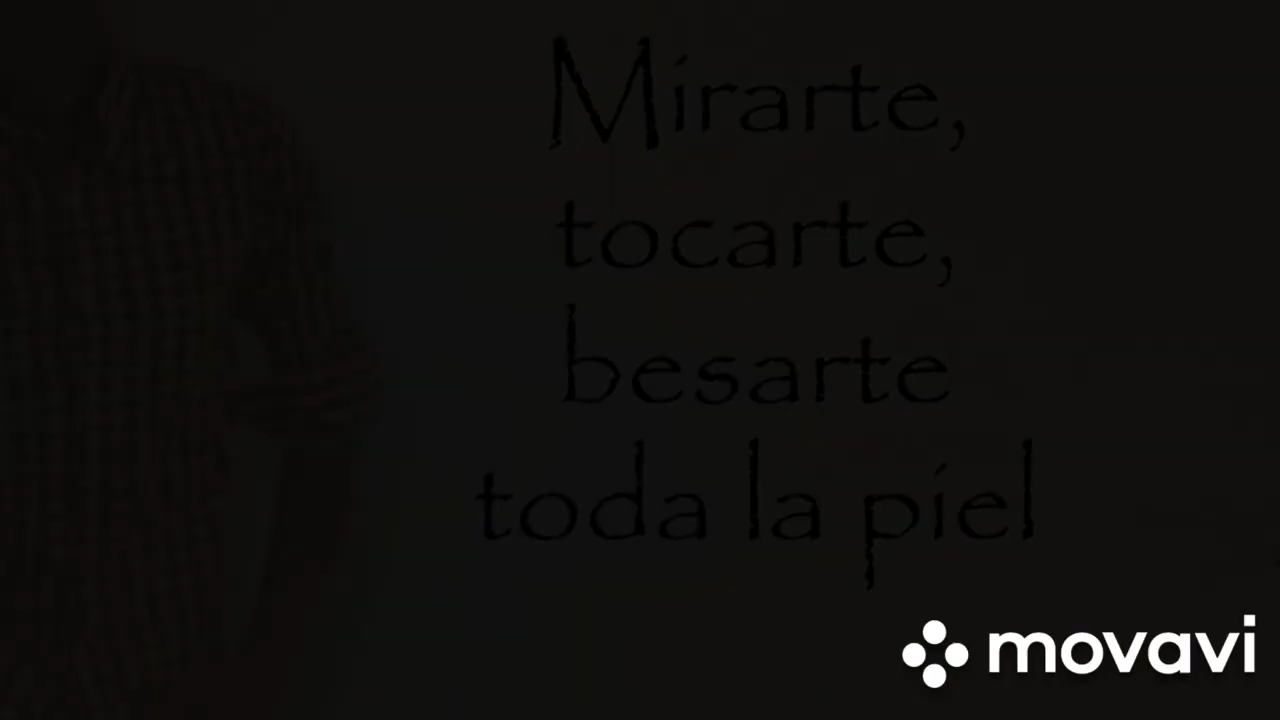 Mirarte,
tocarte,
besarte
toda la piel
movavi